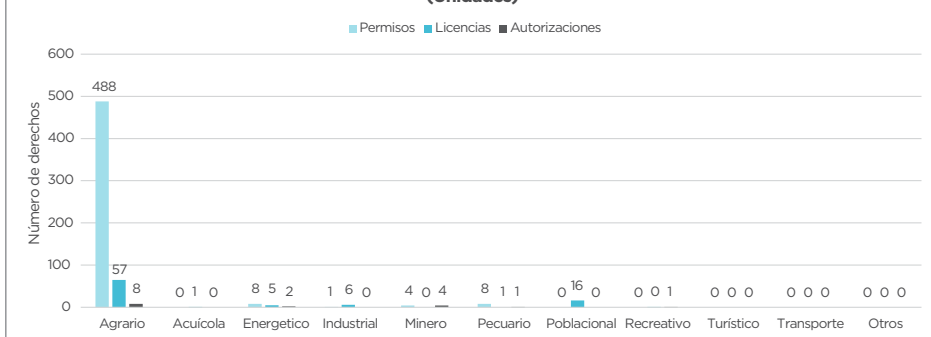 (Unidades)
Permisos Licencias Autorizaciones
600
500
400
300
200
100
0
Número de derechos
488 57 8
0 1 0
8 5 2
1 6 0
4 0 4
8 1 1
0 16 0
0 0 1
0 0 0
0 0 0
0 0 0
Agrario Acuícola Energetico Industrial Minero Pecuario Poblacional Recreativo Turístico Transporte Otros